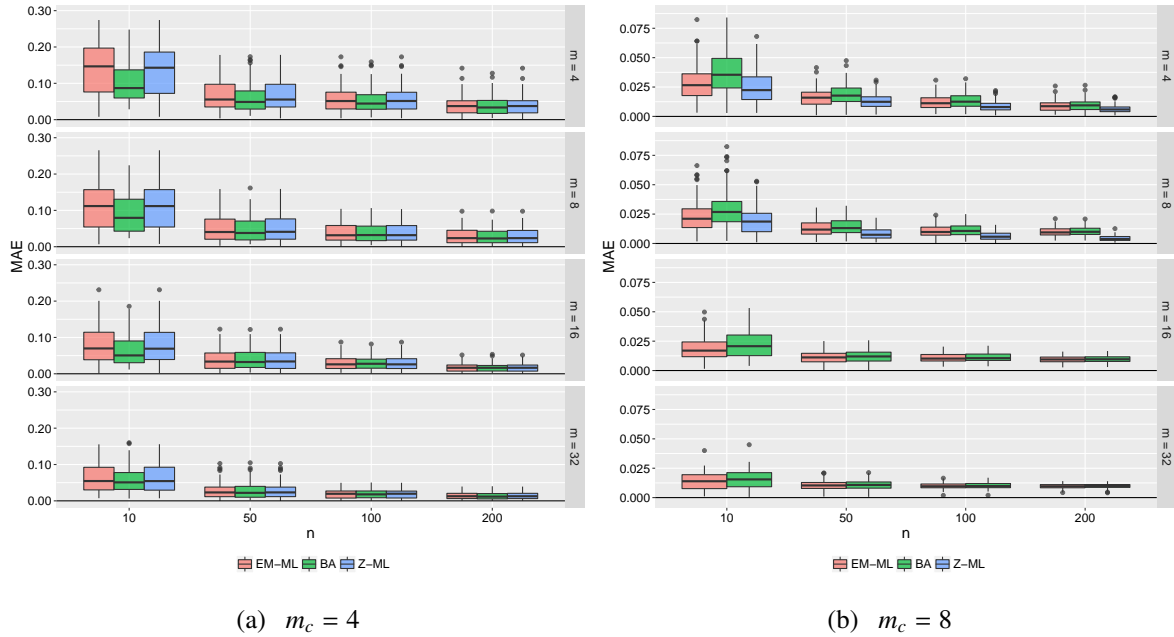 MAE
0.30
0.20
0.10
0.00
m = 4
0.30
0.20
0.10
0.00
m = 8
0.30
0.20
0.10
0.00
m = 16
0.30
0.20
0.10
0.00
m = 32
10 50 100 200
n
EM−ML BA Z−ML
(a) m_c = 4
MAE
0.075
0.050
0.025
0.000
m = 4
0.075
0.050
0.025
0.000
m = 8
0.075
0.050
0.025
0.000
m = 16
0.075
0.050
0.025
0.000
m = 32
10 50 100 200
n
EM−ML BA Z−ML
(b) m_c = 8